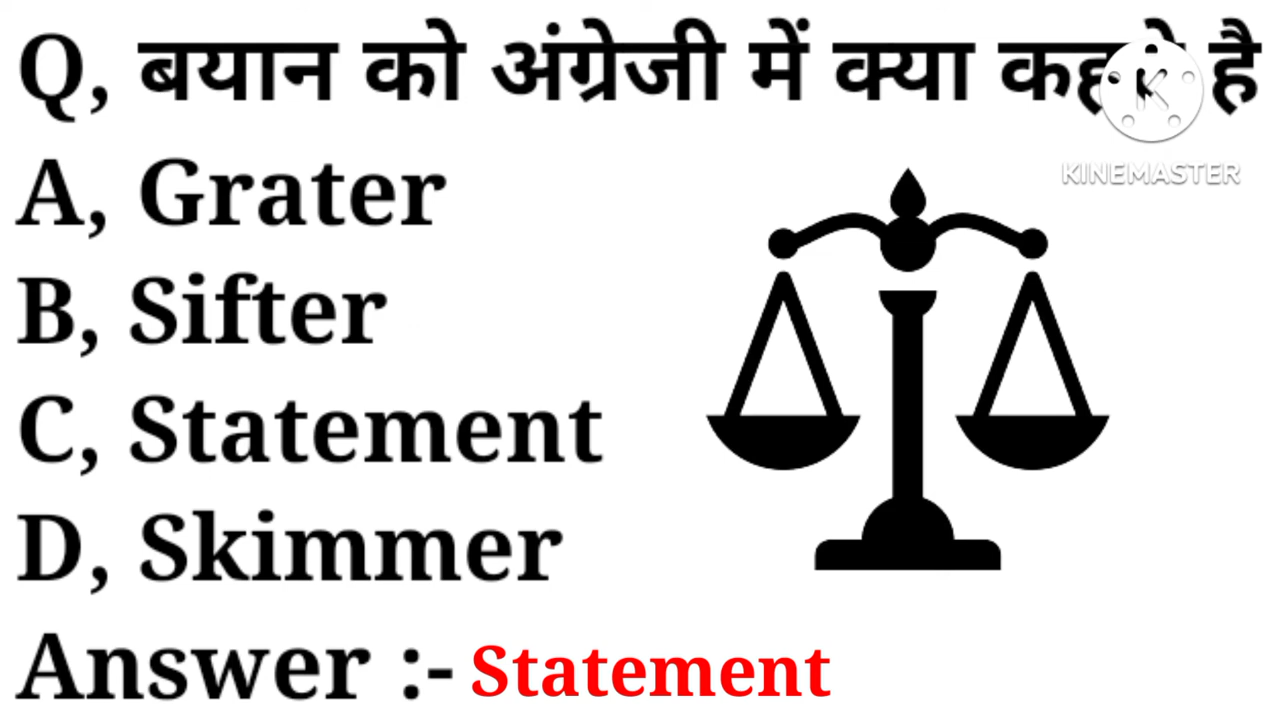 Q, बयान को अंग्रेजी में क्या कहते है
KINEMASTER
A, Grater
B, Sifter
C, Statement
D, Skimmer
Answer :- Statement